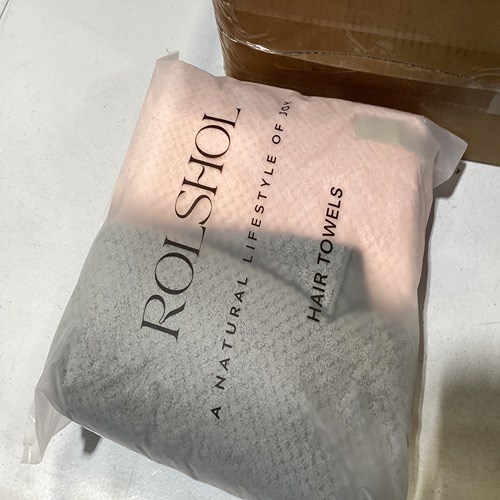 ROLSHOL
A NATURAL LIFESTYLE OF JOY
HAIR TOWELS